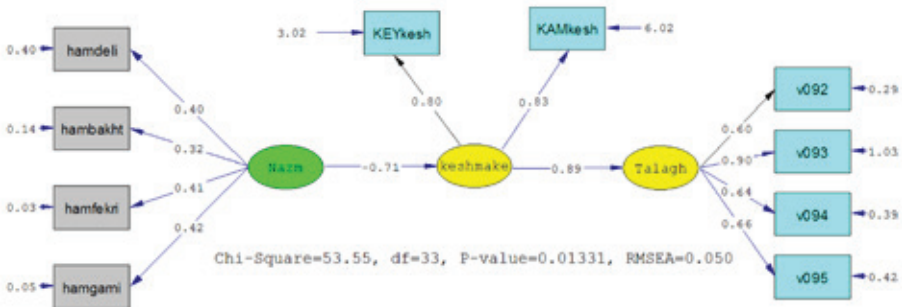 3.02
KEYkesh
KAMkesh
6.02
0.40
hamdeli
0.40
0.80
0.83
v092
0.29
0.14
hambakht
0.32
0.60
Nazm
-0.71
keshmake
0.89
Talagh
0.90
v093
1.03
0.03
hamfekri
0.41
0.64
v094
0.39
0.42
0.66
Chi-Square=53.55, df=33, P-value=0.01331, RMSEA=0.050
0.05
hamgami
v095
0.42